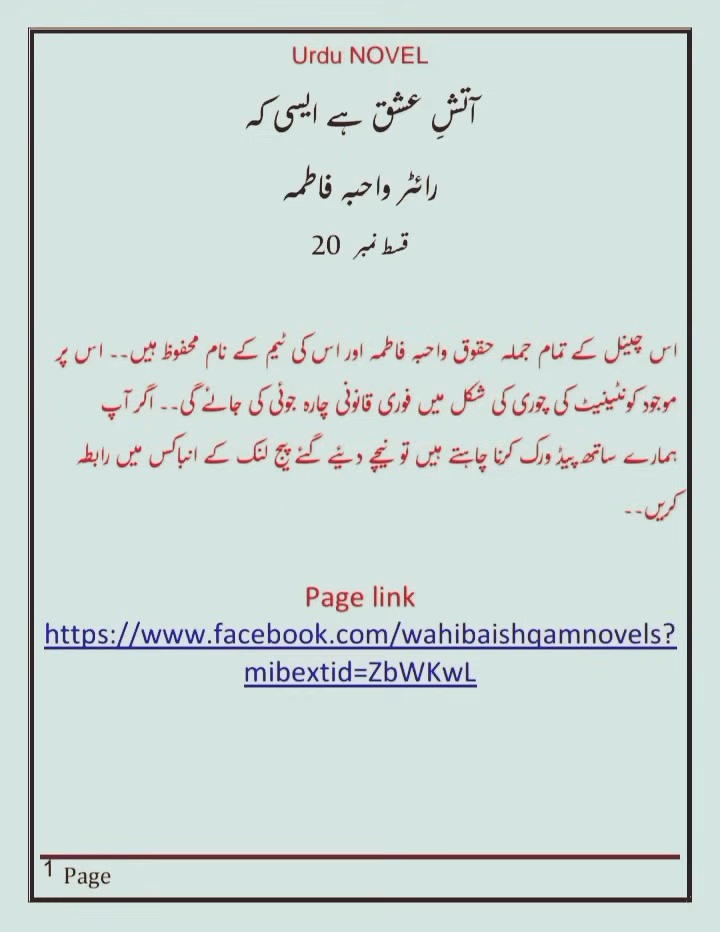 Urdu NOVEL
آتشِ عشق ہے ایسی کہ
رائٹر واحبہ فاطمہ
قسط نمبر 20
اس چینل کے تمام جملہ حقوق واحبہ فاطمہ اور اس کی ٹیم کے نام محفوظ ہیں-- اس پر
موجود کونٹینیٹ کی چوری کی شکل میں فوری قانونی چارہ جوئی کی جائے گی-- اگر آپ
ہمارے ساتھ پیڈ ورک کرنا چاہتے ہیں تو نیچے دیئے گئے پیج لنک کے انباکس میں رابطہ
کریں--
Page link
https://www.facebook.com/wahibaishqamnovels?
mibextid=ZbWKwL
1 Page